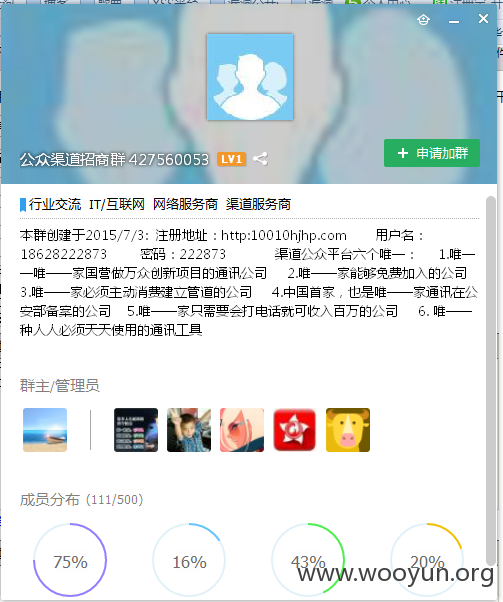 公众渠道招商群 427560053 LV1
+ 申请加群
行业交流 IT/互联网 网络服务商 渠道服务商
本群创建于2015/7/3: 注册地址：http:10010hjhp.com 用户名：
18628222873 密码：222873 渠道公众平台六个唯一： 1.唯一
一唯一一家国营做万众创新项目的通讯公司 2.唯一一家能够免费加入的公司
3.唯一一家必须主动消费建立管道的公司 4.中国首家，也是唯一一家通讯在公
安部备案的公司 5.唯一一家只需要会打电话就可收入百万的公司 6. 唯一一
种人人必须天天使用的通讯工具
群主/管理员
成员分布 (111/500)
75% 16% 43% 20%
www.wooyun.org